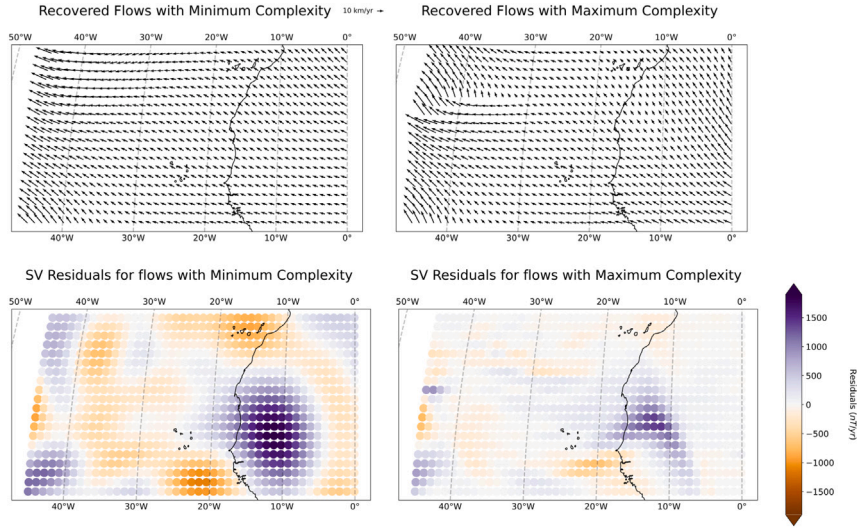 Recovered Flows with Minimum Complexity
10 km/yr
Recovered Flows with Maximum Complexity
50°W 40°W 30°W 20°W 10°W 0°
50°W 40°W 30°W 20°W 10°W 0°
40°W 30°W 20°W 10°W 0°
40°W 30°W 20°W 10°W 0°
SV Residuals for flows with Minimum Complexity
SV Residuals for flows with Maximum Complexity
50°W 40°W 30°W 20°W 10°W 0°
50°W 40°W 30°W 20°W 10°W 0°
40°W 30°W 20°W 10°W 0°
40°W 30°W 20°W 10°W 0°
1500
1000
500
0
−500
−1000
−1500
Residuals (nT/yr)